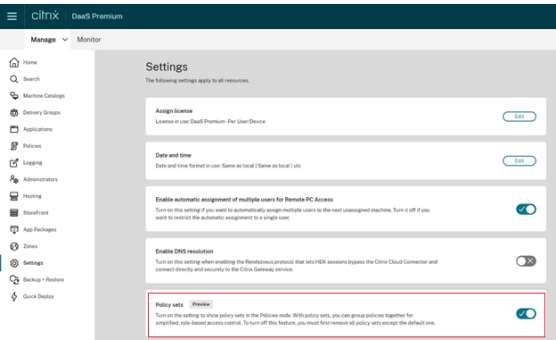 citrix | DaaS Premium
Manage Monitor
Home
Search
Machine Catalogs
Delivery Groups
Applications
Policies
Logging
Administrators
Hosting
StoreFront
App Packages
Zones
Settings
Backup + Restore
Quick Deploy
Settings
The following settings apply to all resources.
Assign license
License in use: DaaS Premium - Per User/Device
Edit
Date and time
Date and time format in use: Same as local | Same as local | utc
Edit
Enable automatic assignment of multiple users for Remote PC Access
Turn on this setting if you want to automatically assign multiple users to the next unassigned machine. Turn it off if you
want to restrict the automatic assignment to a single user.
Enable DNS resolution
Turn on this setting when enabling the Rendezvous protocol that lets HDX sessions bypass the Citrix Cloud Connector and
connect directly and securely to the Citrix Gateway service.
Policy sets Preview
Turn on the setting to show policy sets in the Policies node. With policy sets, you can group policies together for
simplified, role-based access control. To turn off this feature, you must first remove all policy sets except the default one.